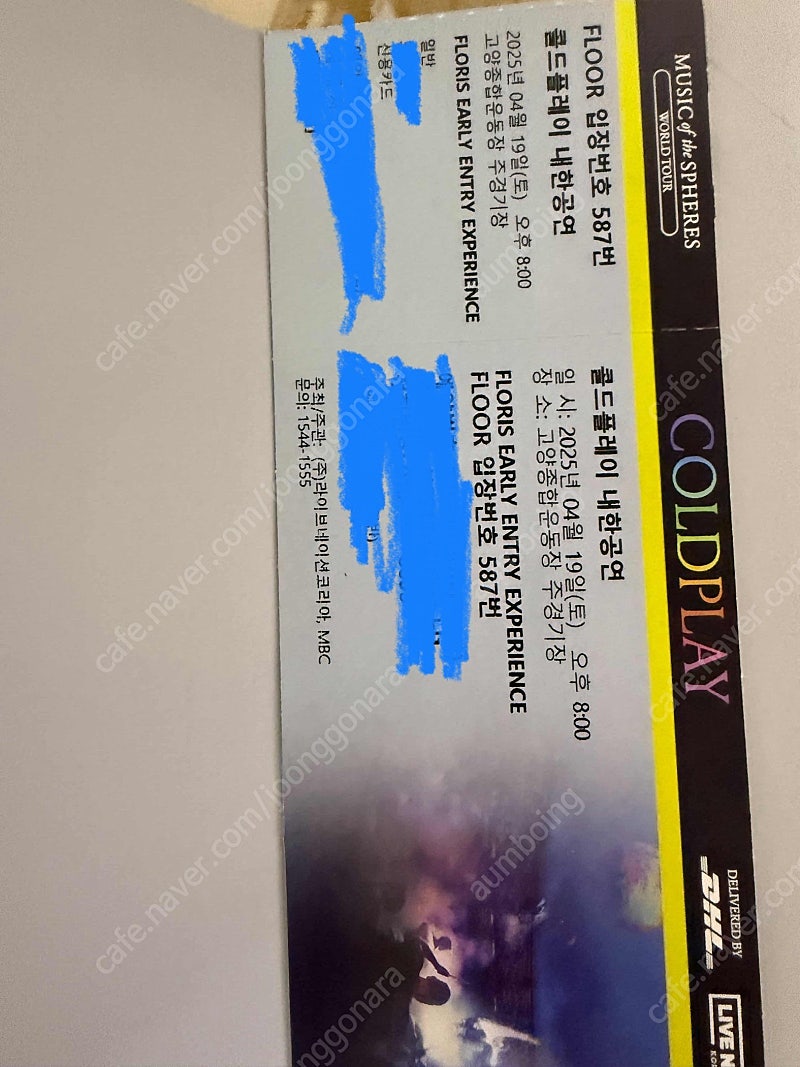 MUSIC of the SPHERES
WORLD TOUR
COLDPLAY
DELIVERED BY
DHL
LIVE N
FLOOR 입장번호 587번
콜드플레이 내한공연
2025년 04월 19일(토) 오후 8:00
고양종합운동장 주경기장
FLORIS EARLY ENTRY EXPERIENCE
일반
신용카드
콜드플레이 내한공연
일 시: 2025년 04월 19일(토) 오후 8:00
장 소: 고양종합운동장 주경기장
FLORIS EARLY ENTRY EXPERIENCE
FLOOR 입장번호 587번
주최/주관: (주)라이브네이션코리아, MBC
문의: 1544-1555
cafe.naver.com/joonggonara
aumboing